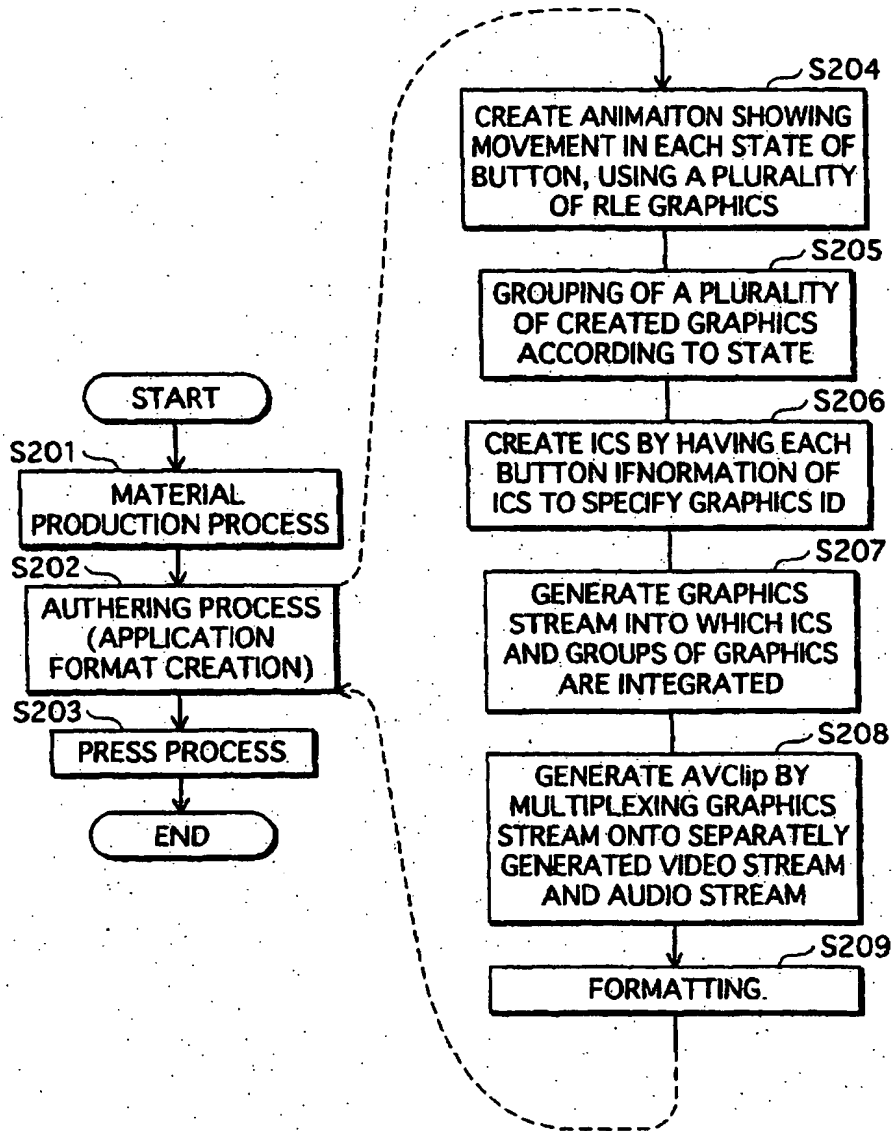 START
S201
MATERIAL
PRODUCTION PROCESS
S202
AUTHERING PROCESS
(APPLICATION
FORMAT CREATION)
S203
PRESS PROCESS
END
S204
CREATE ANIMAITON SHOWING
MOVEMENT IN EACH STATE OF
BUTTON, USING A PLURALITY
OF RLE GRAPHICS
S205
GROUPING OF A PLURALITY
OF CREATED GRAPHICS
ACCORDING TO STATE
S206
CREATE ICS BY HAVING EACH
BUTTON IFNORMATION OF
ICS TO SPECIFY GRAPHICS ID
S207
GENERATE GRAPHICS
STREAM INTO WHICH ICS
AND GROUPS OF GRAPHICS
ARE INTEGRATED
S208
GENERATE AVClip BY
MULTIPLEXING GRAPHICS
STREAM ONTO SEPARATELY
GENERATED VIDEO STREAM
AND AUDIO STREAM
S209
FORMATTING.